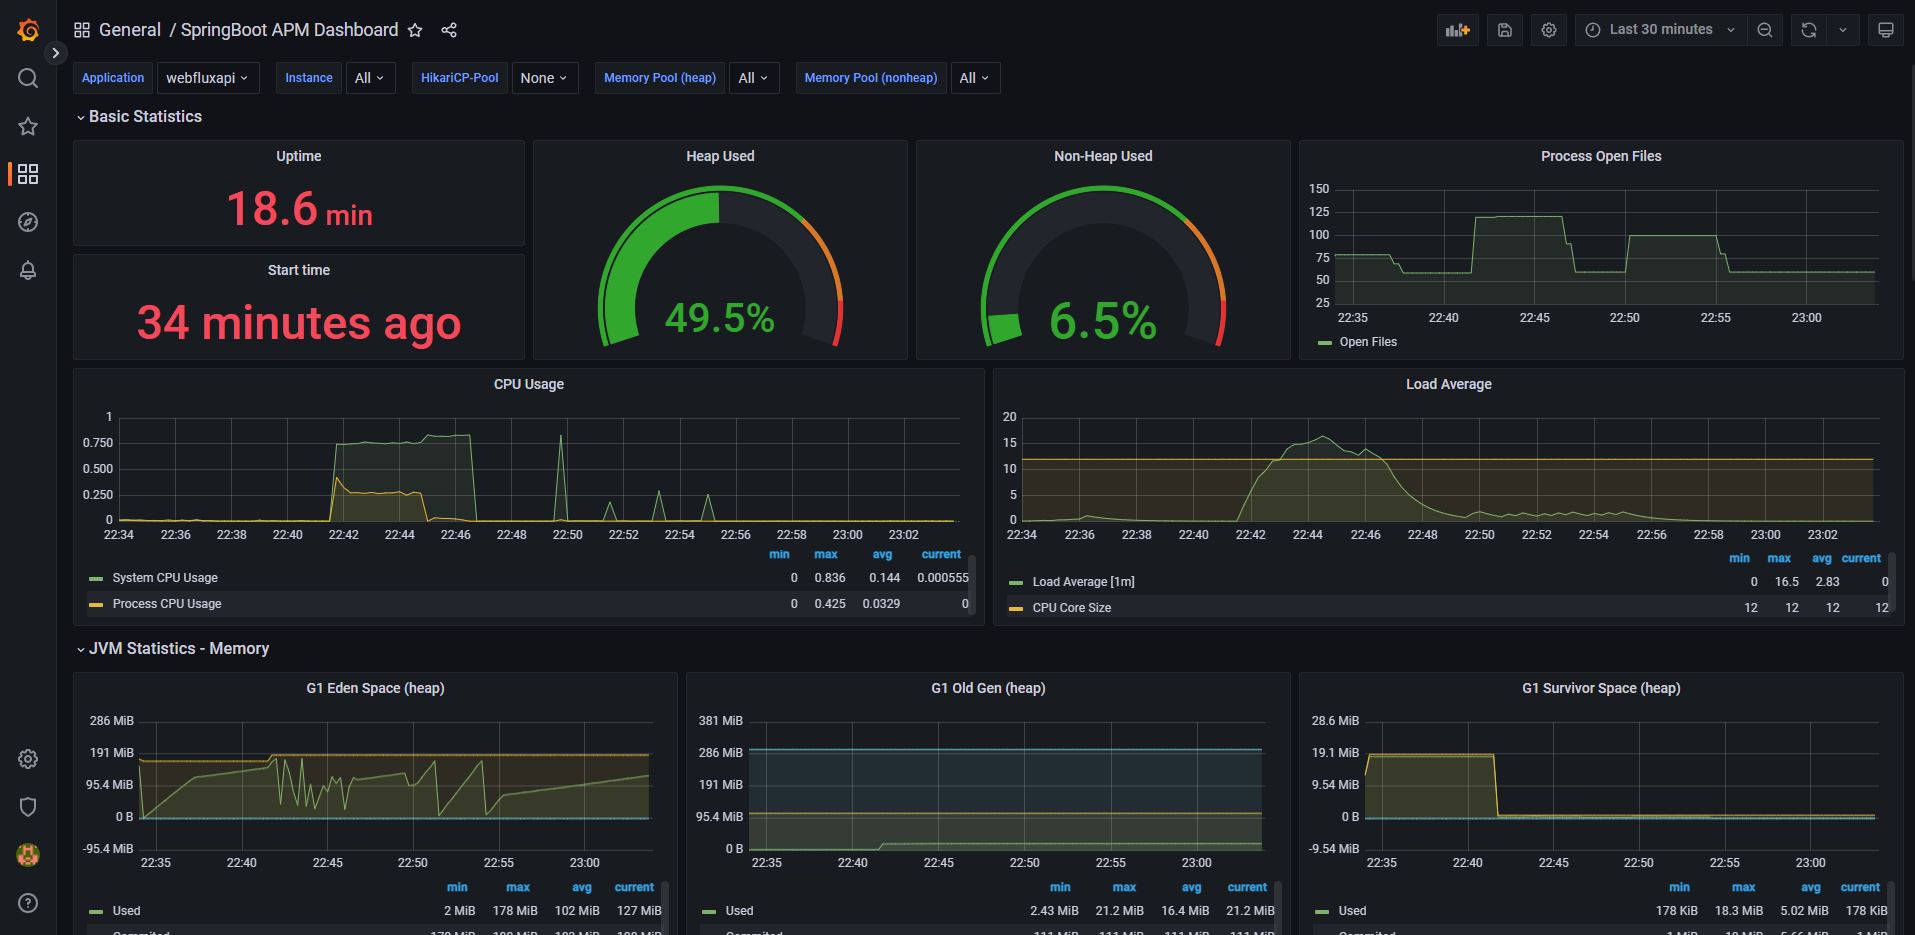 General / SpringBoot APM Dashboard
Last 30 minutes
Application webfluxapi Instance All HikariCP-Pool None Memory Pool (heap) All Memory Pool (nonheap) All
Basic Statistics
Uptime
18.6 min
Start time
34 minutes ago
Heap Used
49.5%
Non-Heap Used
6.5%
Process Open Files
150
125
100
75
50
25
22:35 22:40 22:45 22:50 22:55 23:00
Open Files
CPU Usage
1
0.750
0.500
0.250
0
22:34 22:36 22:38 22:40 22:42 22:44 22:46 22:48 22:50 22:52 22:54 22:56 22:58 23:00 23:02
min max avg current
System CPU Usage 0 0.836 0.144 0.000555
Process CPU Usage 0 0.425 0.0329 0
Load Average
20
15
10
5
0
22:34 22:36 22:38 22:40 22:42 22:44 22:46 22:48 22:50 22:52 22:54 22:56 22:58 23:00 23:02
min max avg current
Load Average [1m] 0 16.5 2.83 0
CPU Core Size 12 12 12 12
JVM Statistics - Memory
G1 Eden Space (heap)
286 MiB
191 MiB
95.4 MiB
0 B
-95.4 MiB
22:35 22:40 22:45 22:50 22:55 23:00
min max avg current
Used 2 MiB 178 MiB 102 MiB 127 MiB
G1 Old Gen (heap)
381 MiB
286 MiB
191 MiB
95.4 MiB
0 B
22:35 22:40 22:45 22:50 22:55 23:00
min max avg current
Used 2.43 MiB 21.2 MiB 16.4 MiB 21.2 MiB
G1 Survivor Space (heap)
28.6 MiB
19.1 MiB
9.54 MiB
0 B
-9.54 MiB
22:35 22:40 22:45 22:50 22:55 23:00
min max avg current
Used 178 KiB 18.3 MiB 5.02 MiB 178 KiB